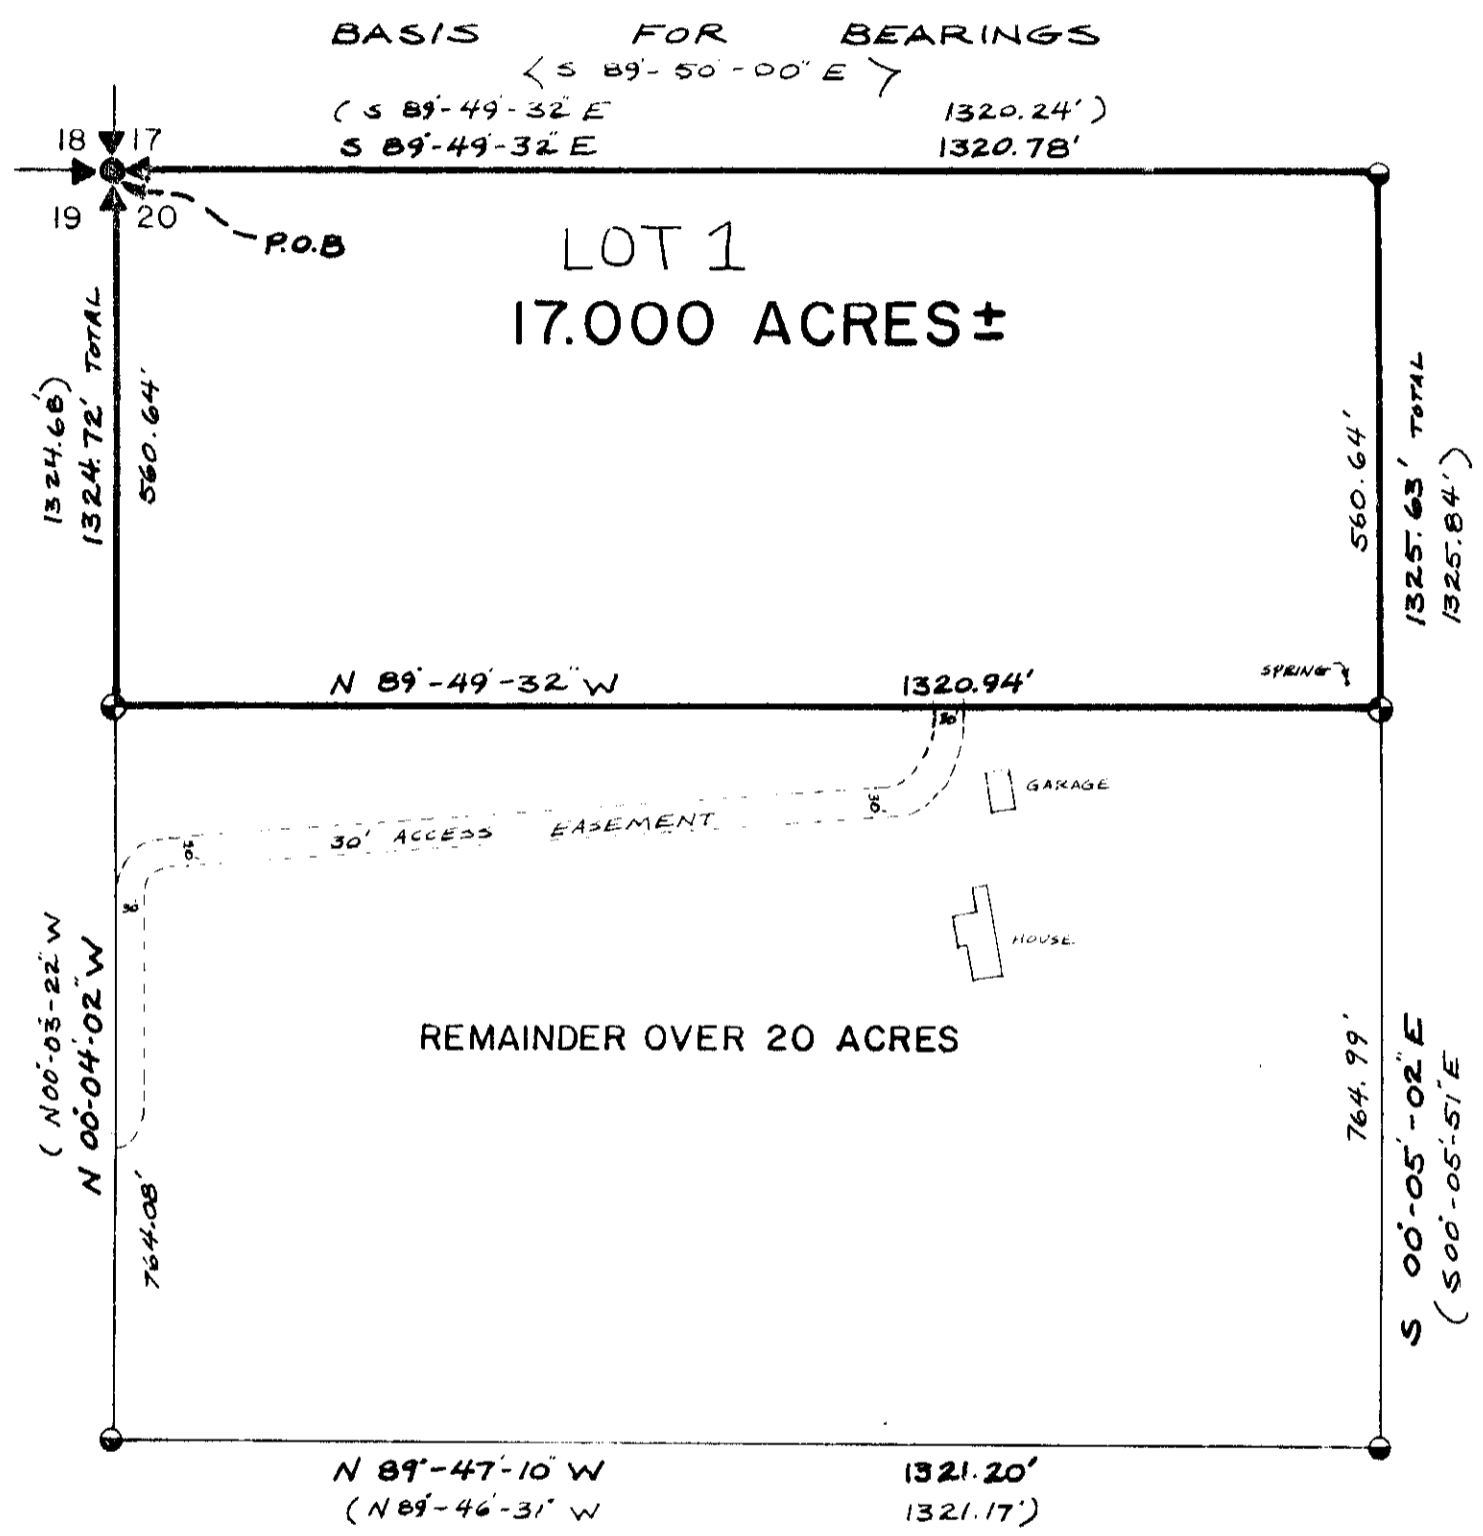 BASIS FOR BEARINGS
< S 89°-50'-00" E >
( S 89°-49'-32" E 1320.24' )
S 89°-49'-32" E 1320.78'
18 17
19 20
P.O.B
LOT 1
17.000 ACRES±
1324.68')
1324.72' TOTAL
560.64'
560.64'
1325.63' TOTAL
1325.84')
SPRING
N 89°-49'-32" W 1320.94'
30'
GARAGE
30'
30' ACCESS EASEMENT
30'
30'
HOUSE
REMAINDER OVER 20 ACRES
( N00°-03'-22" W
N 00°-04'-02" W
764.08'
764.99'
S 00°-05'-02" E
( S 00°-05'-51" E
N 89°-47'-10" W 1321.20'
( N 89°-46'-31" W 1321.17')